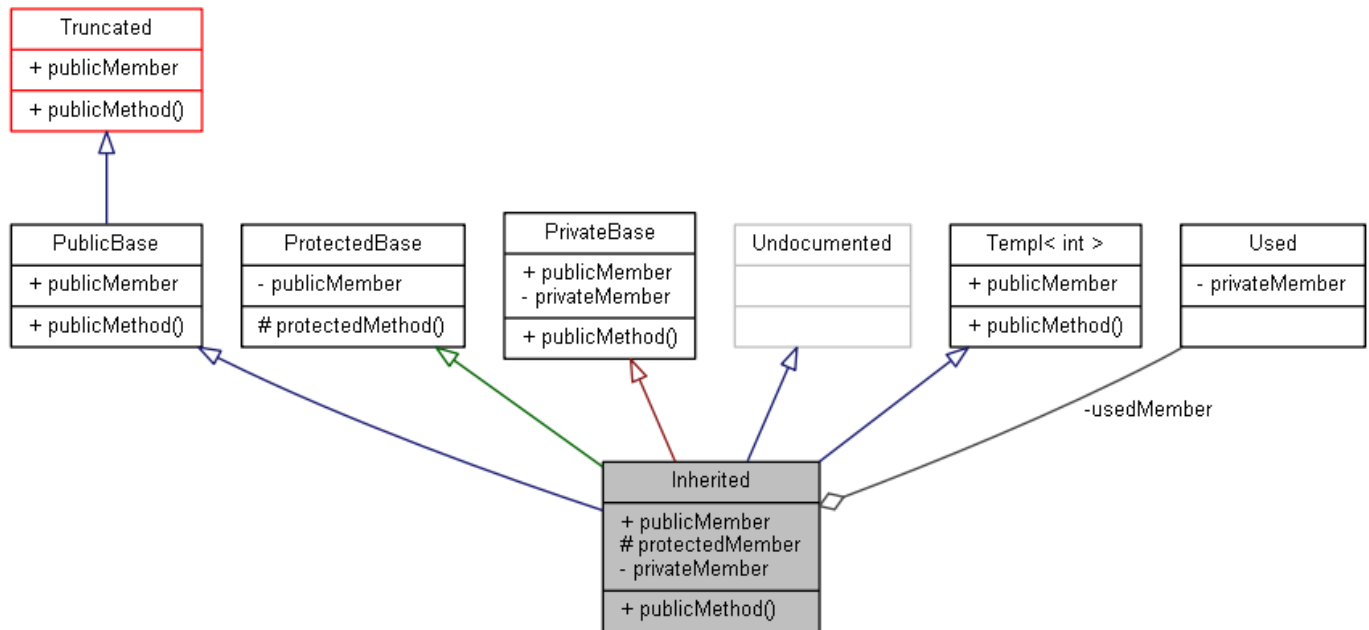 Truncated
+ publicMember
+ publicMethod()
PublicBase
+ publicMember
+ publicMethod()
ProtectedBase
- publicMember
# protectedMethod()
PrivateBase
+ publicMember
- privateMember
+ publicMethod()
Undocumented
Templ< int >
+ publicMember
+ publicMethod()
Used
- privateMember
-usedMember
Inherited
+ publicMember
# protectedMember
- privateMember
+ publicMethod()